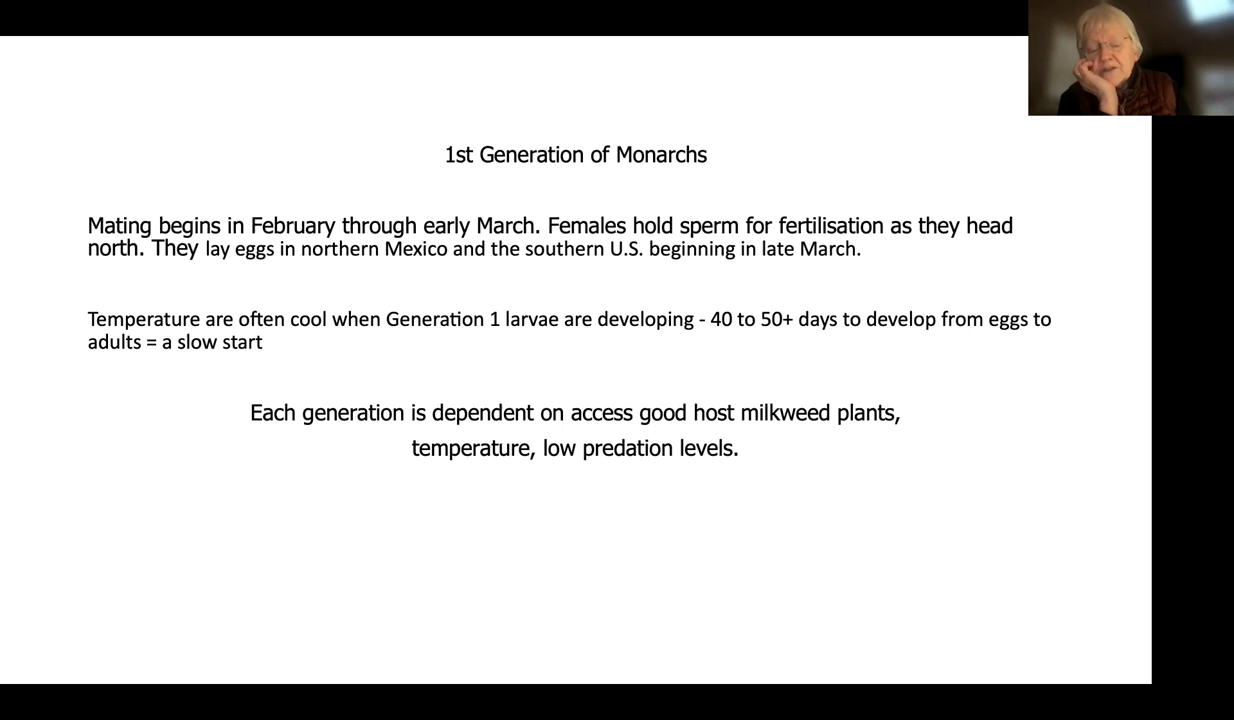 1st Generation of Monarchs
Mating begins in February through early March. Females hold sperm for fertilisation as they head
north. They lay eggs in northern Mexico and the southern U.S. beginning in late March.
Temperature are often cool when Generation 1 larvae are developing - 40 to 50+ days to develop from eggs to
adults = a slow start
Each generation is dependent on access good host milkweed plants,
temperature, low predation levels.